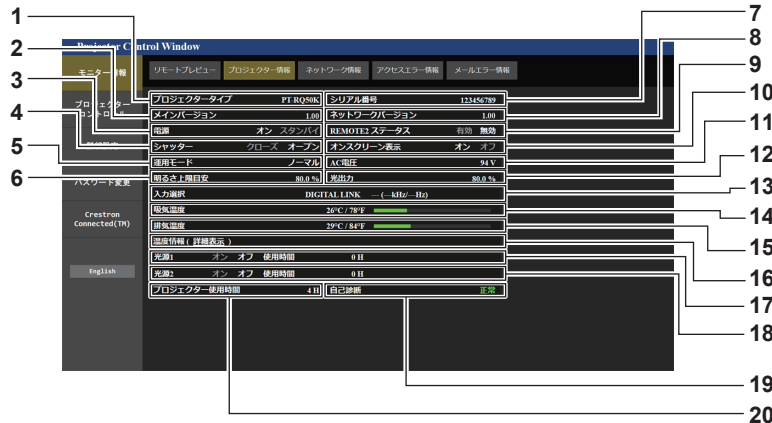 1
2
3
4
5
6
7
8
9
10
11
12
13
14
15
16
17
18
19
20
Projector Control Window
モニター情報
リモートプレビュー プロジェクター情報 ネットワーク情報 アクセスエラー情報 メールエラー情報
プロジェクター
コントロール
パスワード変更
Crestron
Connected(TM)
English
プロジェクタータイプ PT-RQ50K シリアル番号 123456789
メインバージョン 1.00 ネットワークバージョン 1.00
電源 オン スタンバイ REMOTE2 ステータス 有効 無効
シャッター クローズ オープン オンスクリーン表示 オン オフ
運用モード ノーマル AC電圧 94 V
明るさ上限目安 80.0 % 光出力 80.0 %
入力選択 DIGITAL LINK ---(---kHz/---Hz)
吸気温度 26°C / 78°F
排気温度 29°C / 84°F
温度情報 ( 詳細表示 )
光源1 オン オフ 使用時間 0 H
光源2 オン オフ 使用時間 0 H
プロジェクター使用時間 4 H 自己診断 正常